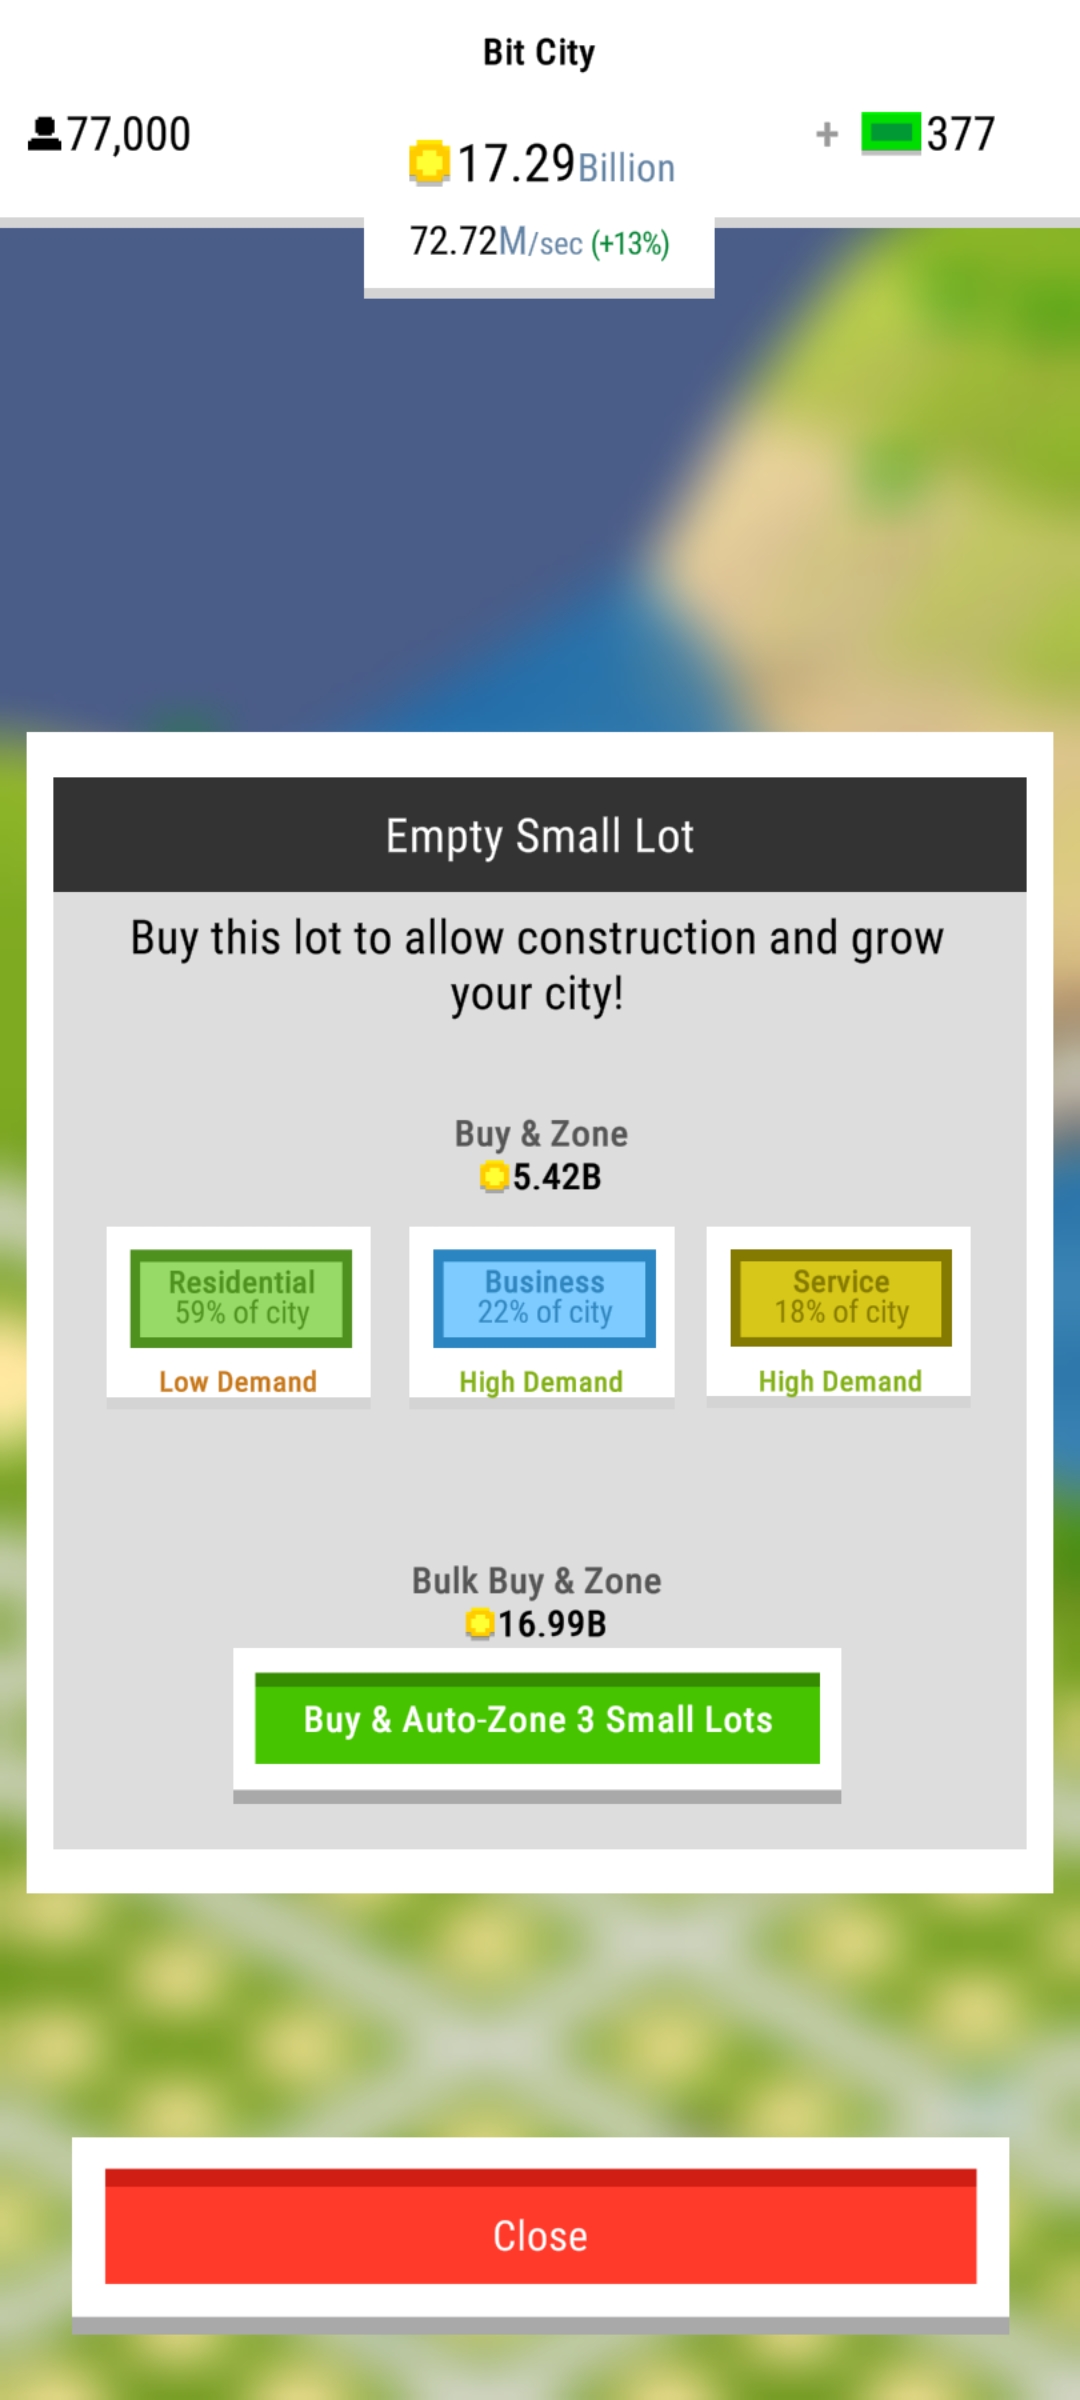 Bit City
77,000
17.29Billion
+ 377
72.72M/sec (+13%)
Empty Small Lot
Buy this lot to allow construction and grow
your city!
Buy & Zone
5.42B
Residential
59% of city
Low Demand
Business
22% of city
High Demand
Service
18% of city
High Demand
Bulk Buy & Zone
16.99B
Buy & Auto-Zone 3 Small Lots
Close